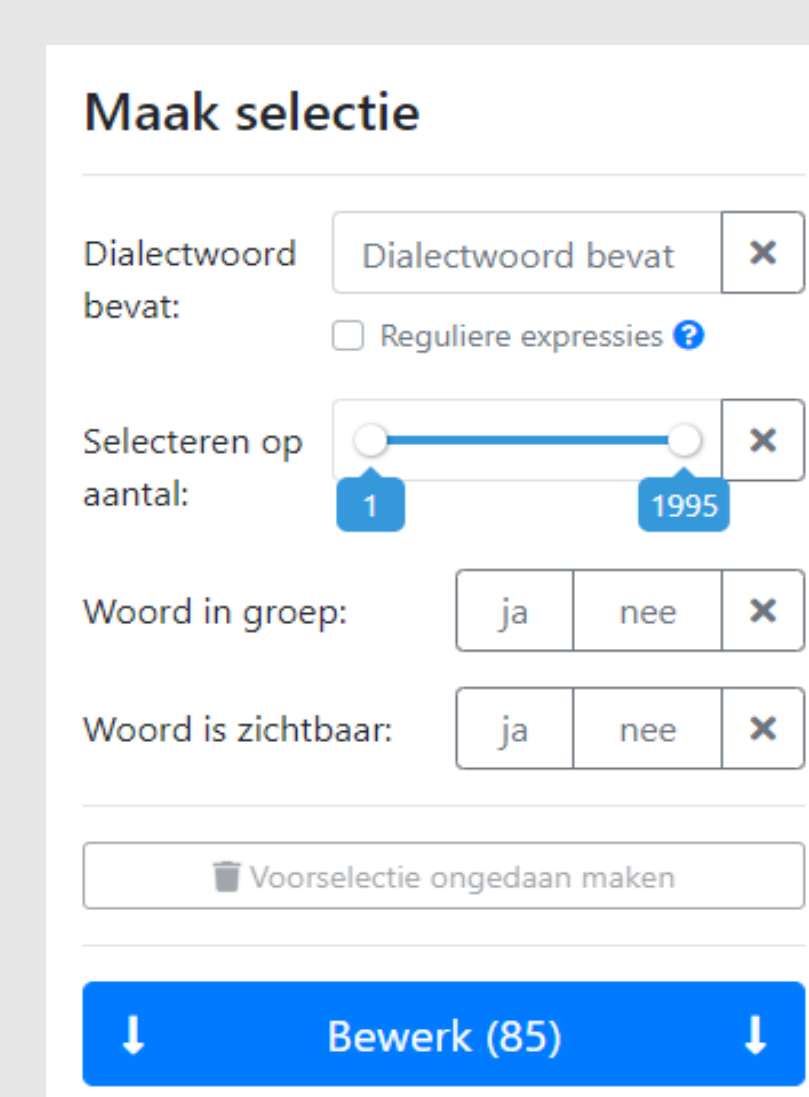 Maak selectie
Dialectwoord bevat:
Dialectwoord bevat
Reguliere expressies
Selecteren op aantal:
1 1995
Woord in groep: ja nee
Woord is zichtbaar: ja nee
Voorselectie ongedaan maken
Bewerk (85)